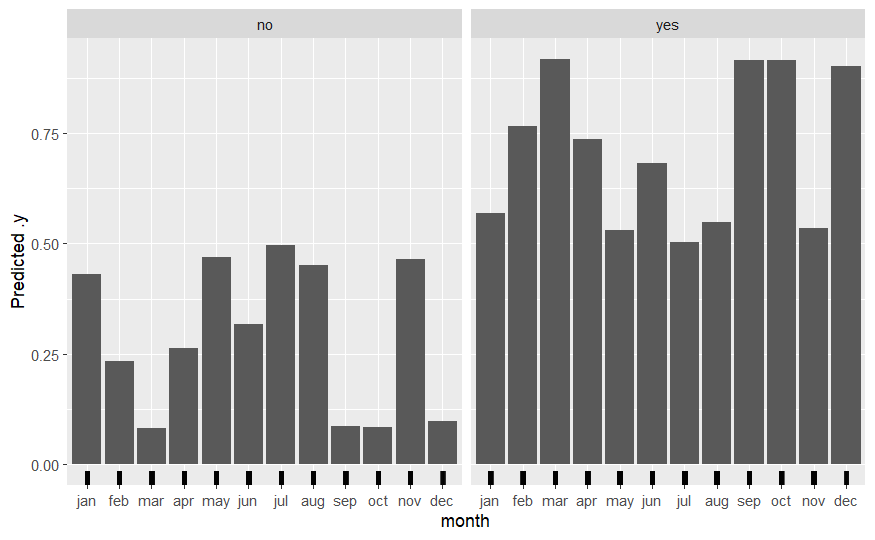 no yes
Predicted .y
0.75
0.50
0.25
0.00
jan feb mar apr may jun jul aug sep oct nov dec jan feb mar apr may jun jul aug sep oct nov dec
month